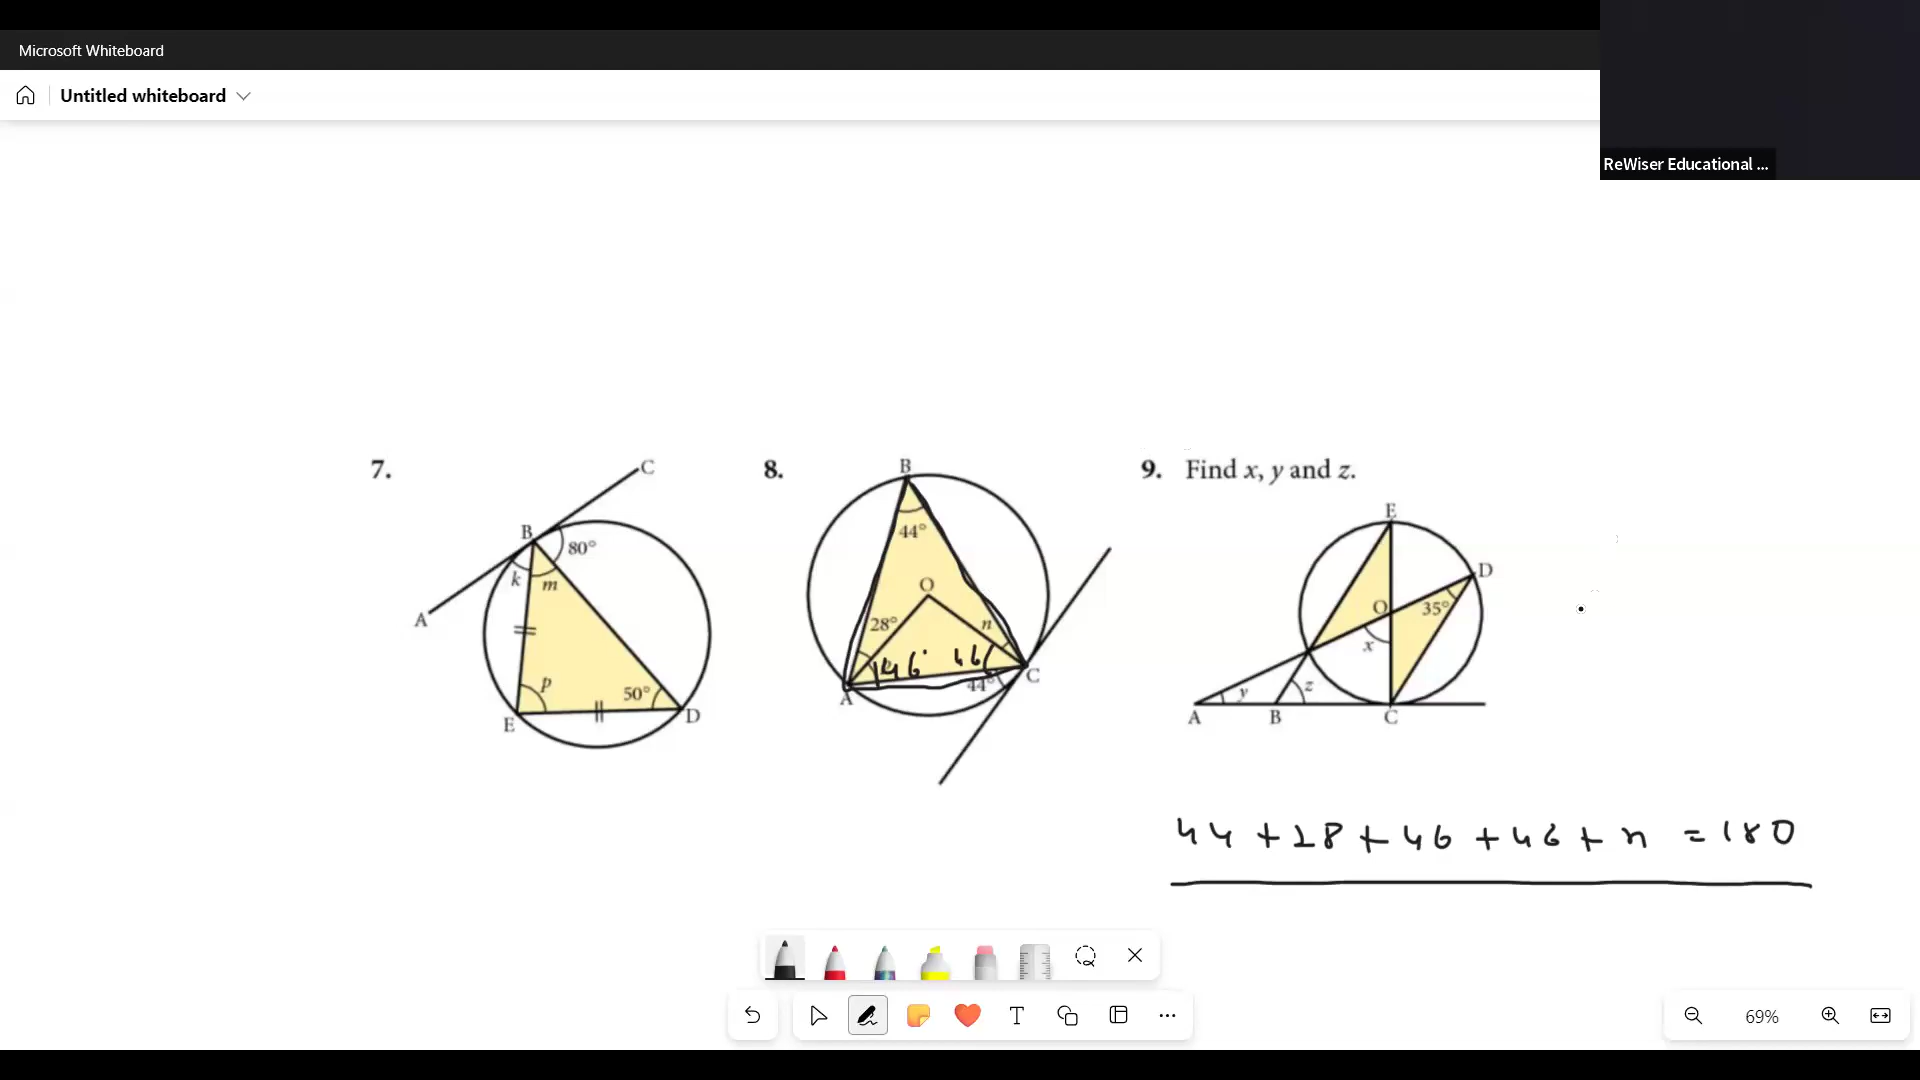 Microsoft Whiteboard
Untitled whiteboard
ReWiser Educational ...
7.
C
B
80°
k
m
A
p
50°
E
D
8.
B
44°
O
28°
n
46°
46
A
44°
C
9. Find x, y and z.
E
D
O
35°
x
y
z
A
B
C
44 + 28 + 46 + 46 + n = 180
T
69%